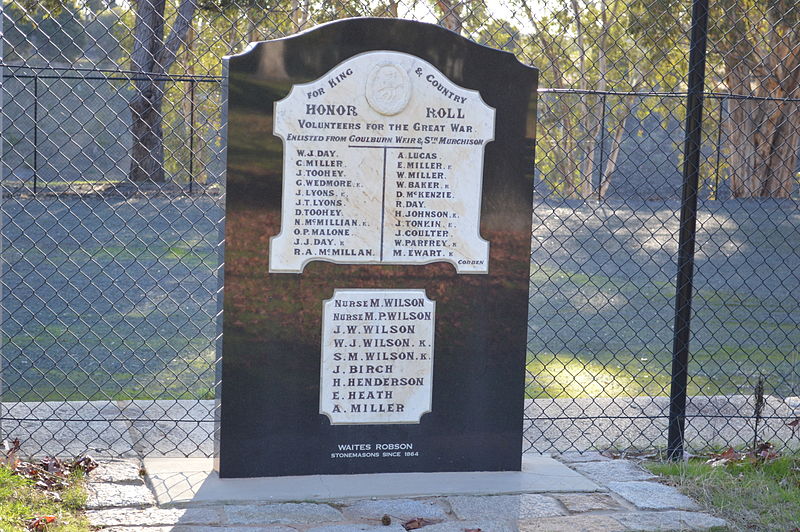 FOR KING & COUNTRY
HONOR ROLL
VOLUNTEERS FOR THE GREAT WAR.
ENLISTED FROM GOULBURN WEIR & STH MURCHISON
W.J. DAY.
C. MILLER.
J. TOOHEY.
G. WEDMORE. K.
J. LYONS. K.
J.T. LYONS.
D. TOOHEY.
N. McMILLIAN. K.
O.P. MALONE.
J.J. DAY. K
R.A. McMILLAN.
A. LUCAS.
E. MILLER. K
W. MILLER.
W. BAKER. K
D. McKENZIE.
R. DAY.
H. JOHNSON. K.
J. TONKIN. K.
J. COULTER.
W. PARFREY. K
M. EWART. K
CORBEN
NURSE M. WILSON
NURSE M.P. WILSON
J.W. WILSON
W.J. WILSON. K.
S.M. WILSON. K.
J. BIRCH
H. HENDERSON
E. HEATH
A. MILLER
WAITES ROBSON
STONEMASONS SINCE 1864